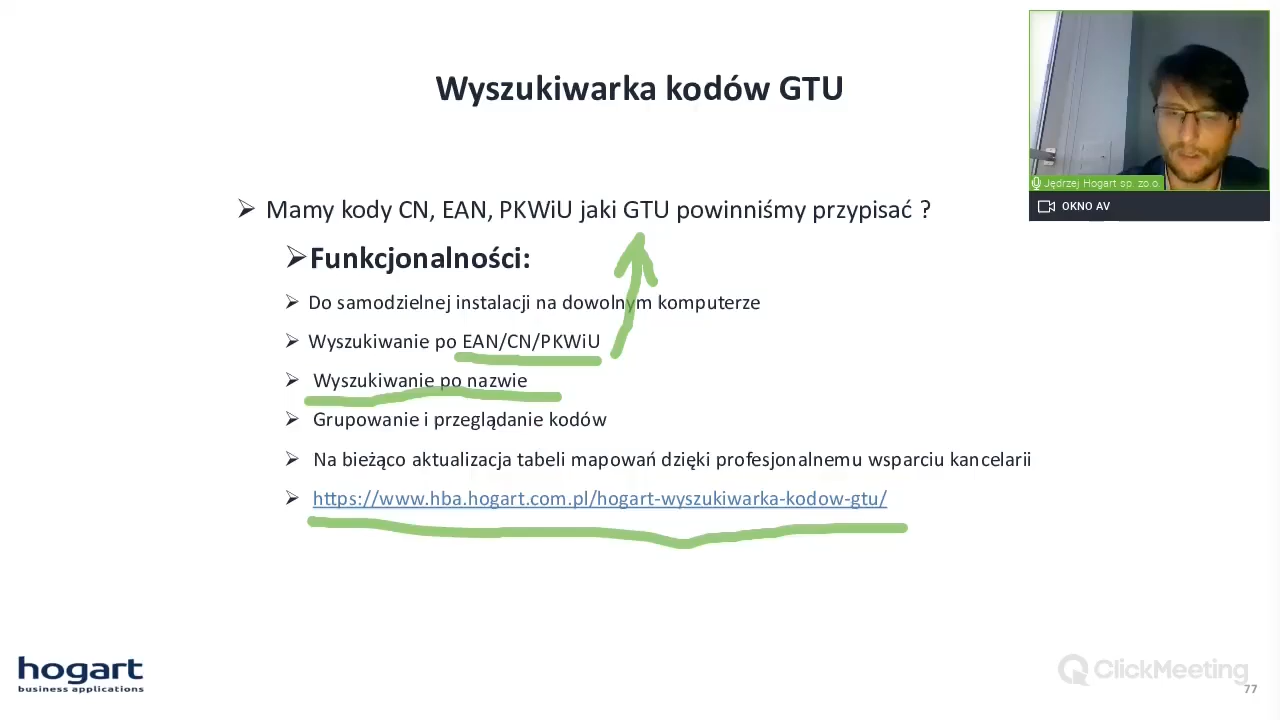 Wyszukiwarka kodów GTU
Jędrzej Hogart sp. zo.o.
OKNO AV
➢ Mamy kody CN, EAN, PKWiU jaki GTU powinniśmy przypisać ?
➢Funkcjonalności:
➢ Do samodzielnej instalacji na dowolnym komputerze
➢ Wyszukiwanie po EAN/CN/PKWiU
➢ Wyszukiwanie po nazwie
➢ Grupowanie i przeglądanie kodów
➢ Na bieżąco aktualizacja tabeli mapowań dzięki profesjonalnemu wsparciu kancelarii
➢ https://www.hba.hogart.com.pl/hogart-wyszukiwarka-kodow-gtu/
hogart
business applications
ClickMeeting
77